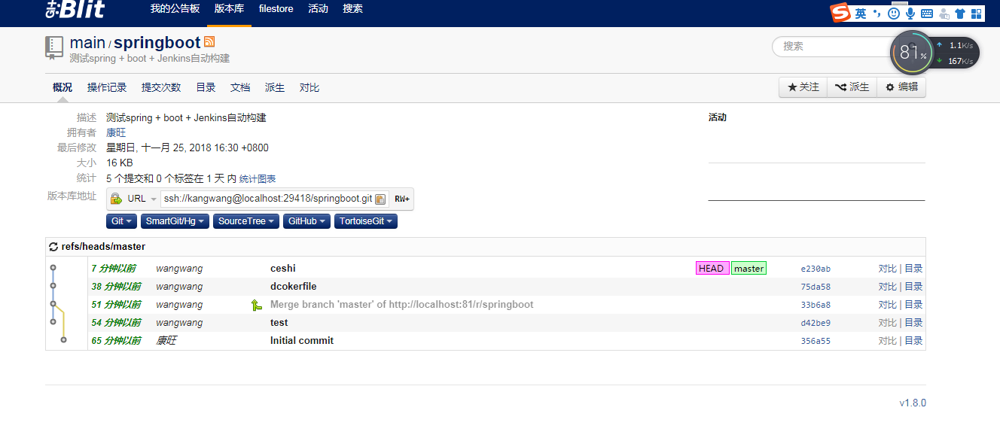 Git Blit 我的公告板 版本库 filestore 活动 搜索
英
main / springboot
测试spring + boot + Jenkins自动构建
搜索
81%
1.1K/s
167K/s
概况 操作记录 提交次数 目录 文档 派生 对比
关注 派生 编辑
描述 测试spring + boot + Jenkins自动构建
活动
拥有者 康旺
最后修改 星期日, 十一月 25, 2018 16:30 +0800
大小 16 KB
统计 5 个提交和 0 个标签在 1 天 内 统计图表
版本库地址 URL ssh://kangwang@localhost:29418/springboot.git RW+
Git SmartGit/Hg SourceTree GitHub TortoiseGit
refs/heads/master
7 分钟以前 wangwang ceshi HEAD master e230ab 对比 | 目录
38 分钟以前 wangwang dcokerfile 75da58 对比 | 目录
51 分钟以前 wangwang Merge branch 'master' of http://localhost:81/r/springboot 33b6a8 对比 | 目录
54 分钟以前 wangwang test d42be9 对比 | 目录
65 分钟以前 康旺 Initial commit 356a55 对比 | 目录
v1.8.0